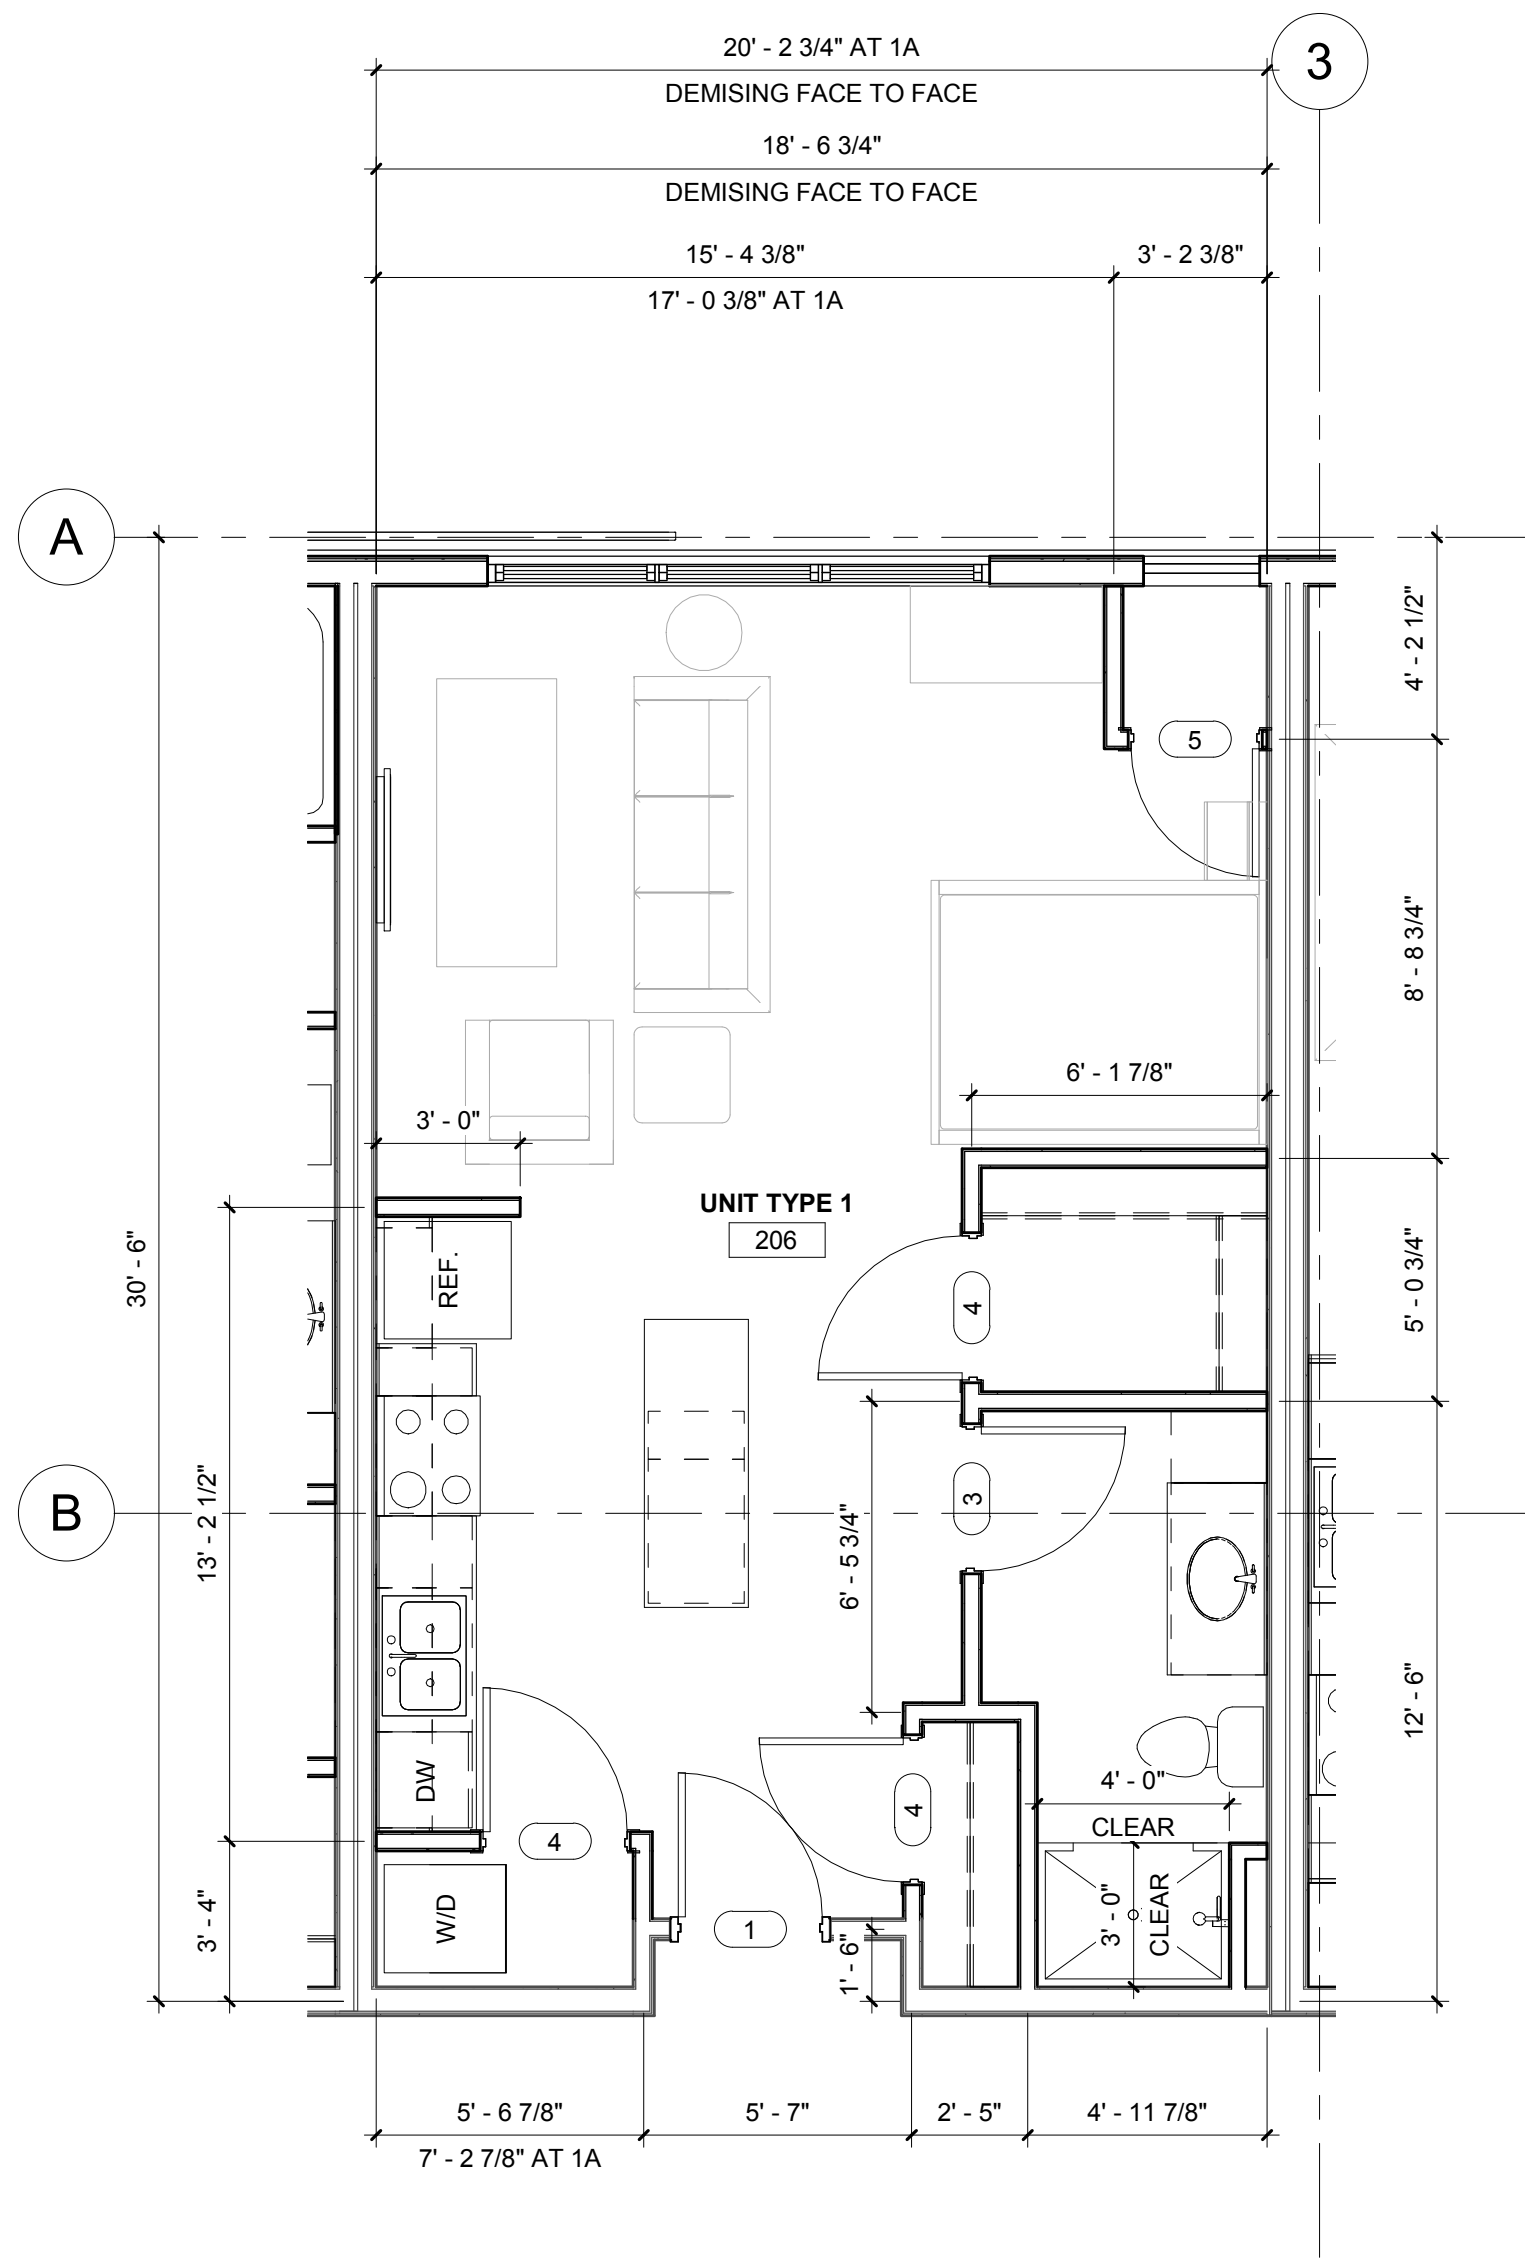 20' - 2 3/4" AT 1A
3
DEMISING FACE TO FACE
18' - 6 3/4"
DEMISING FACE TO FACE
15' - 4 3/8"
3' - 2 3/8"
17' - 0 3/8" AT 1A
A
4' - 2 1/2"
5
8' - 8 3/4"
6' - 1 7/8"
3' - 0"
UNIT TYPE 1
206
30' - 6"
REF.
4
5' - 0 3/4"
13' - 2 1/2"
B
3
6' - 5 3/4"
12' - 6"
DW
4' - 0"
CLEAR
4
4
3' - 4"
W/D
1
1' - 6"
3' - 0"
CLEAR
5' - 6 7/8"
5' - 7"
2' - 5"
4' - 11 7/8"
7' - 2 7/8" AT 1A